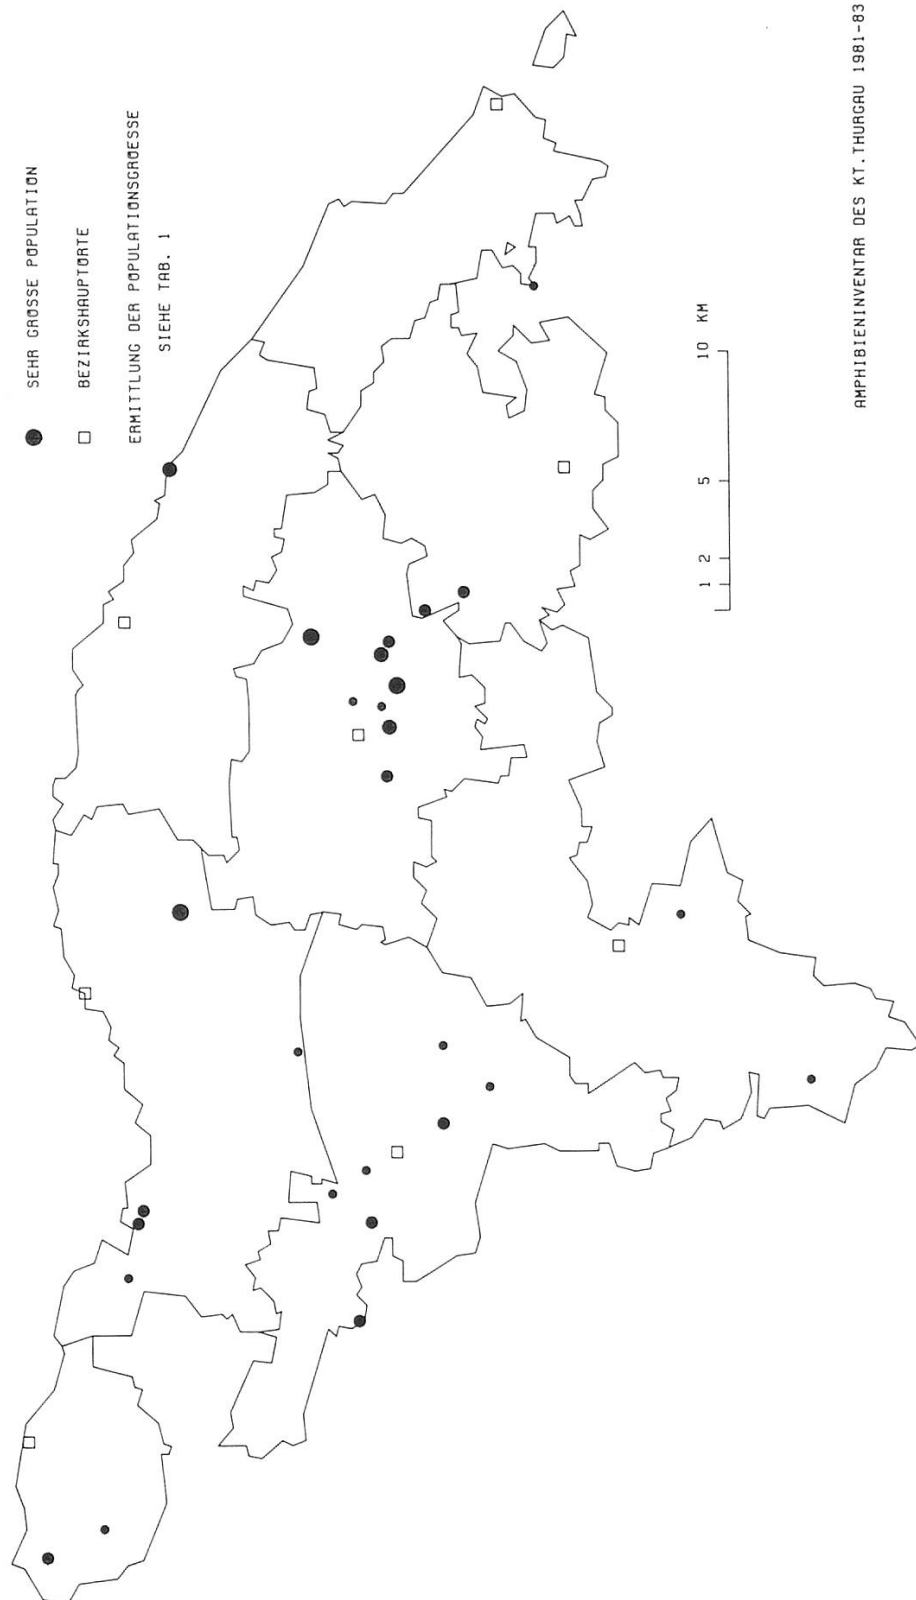 SEHR GROSSE POPULATION
BEZIRKSHAUPTORTE
ERMITTLUNG DER POPULATIONSGROESSE
SIEHE TAB. 1
1 2 5 10 KM
AMPHIBIENINVENTAR DES KT.THURGAU 1981-83